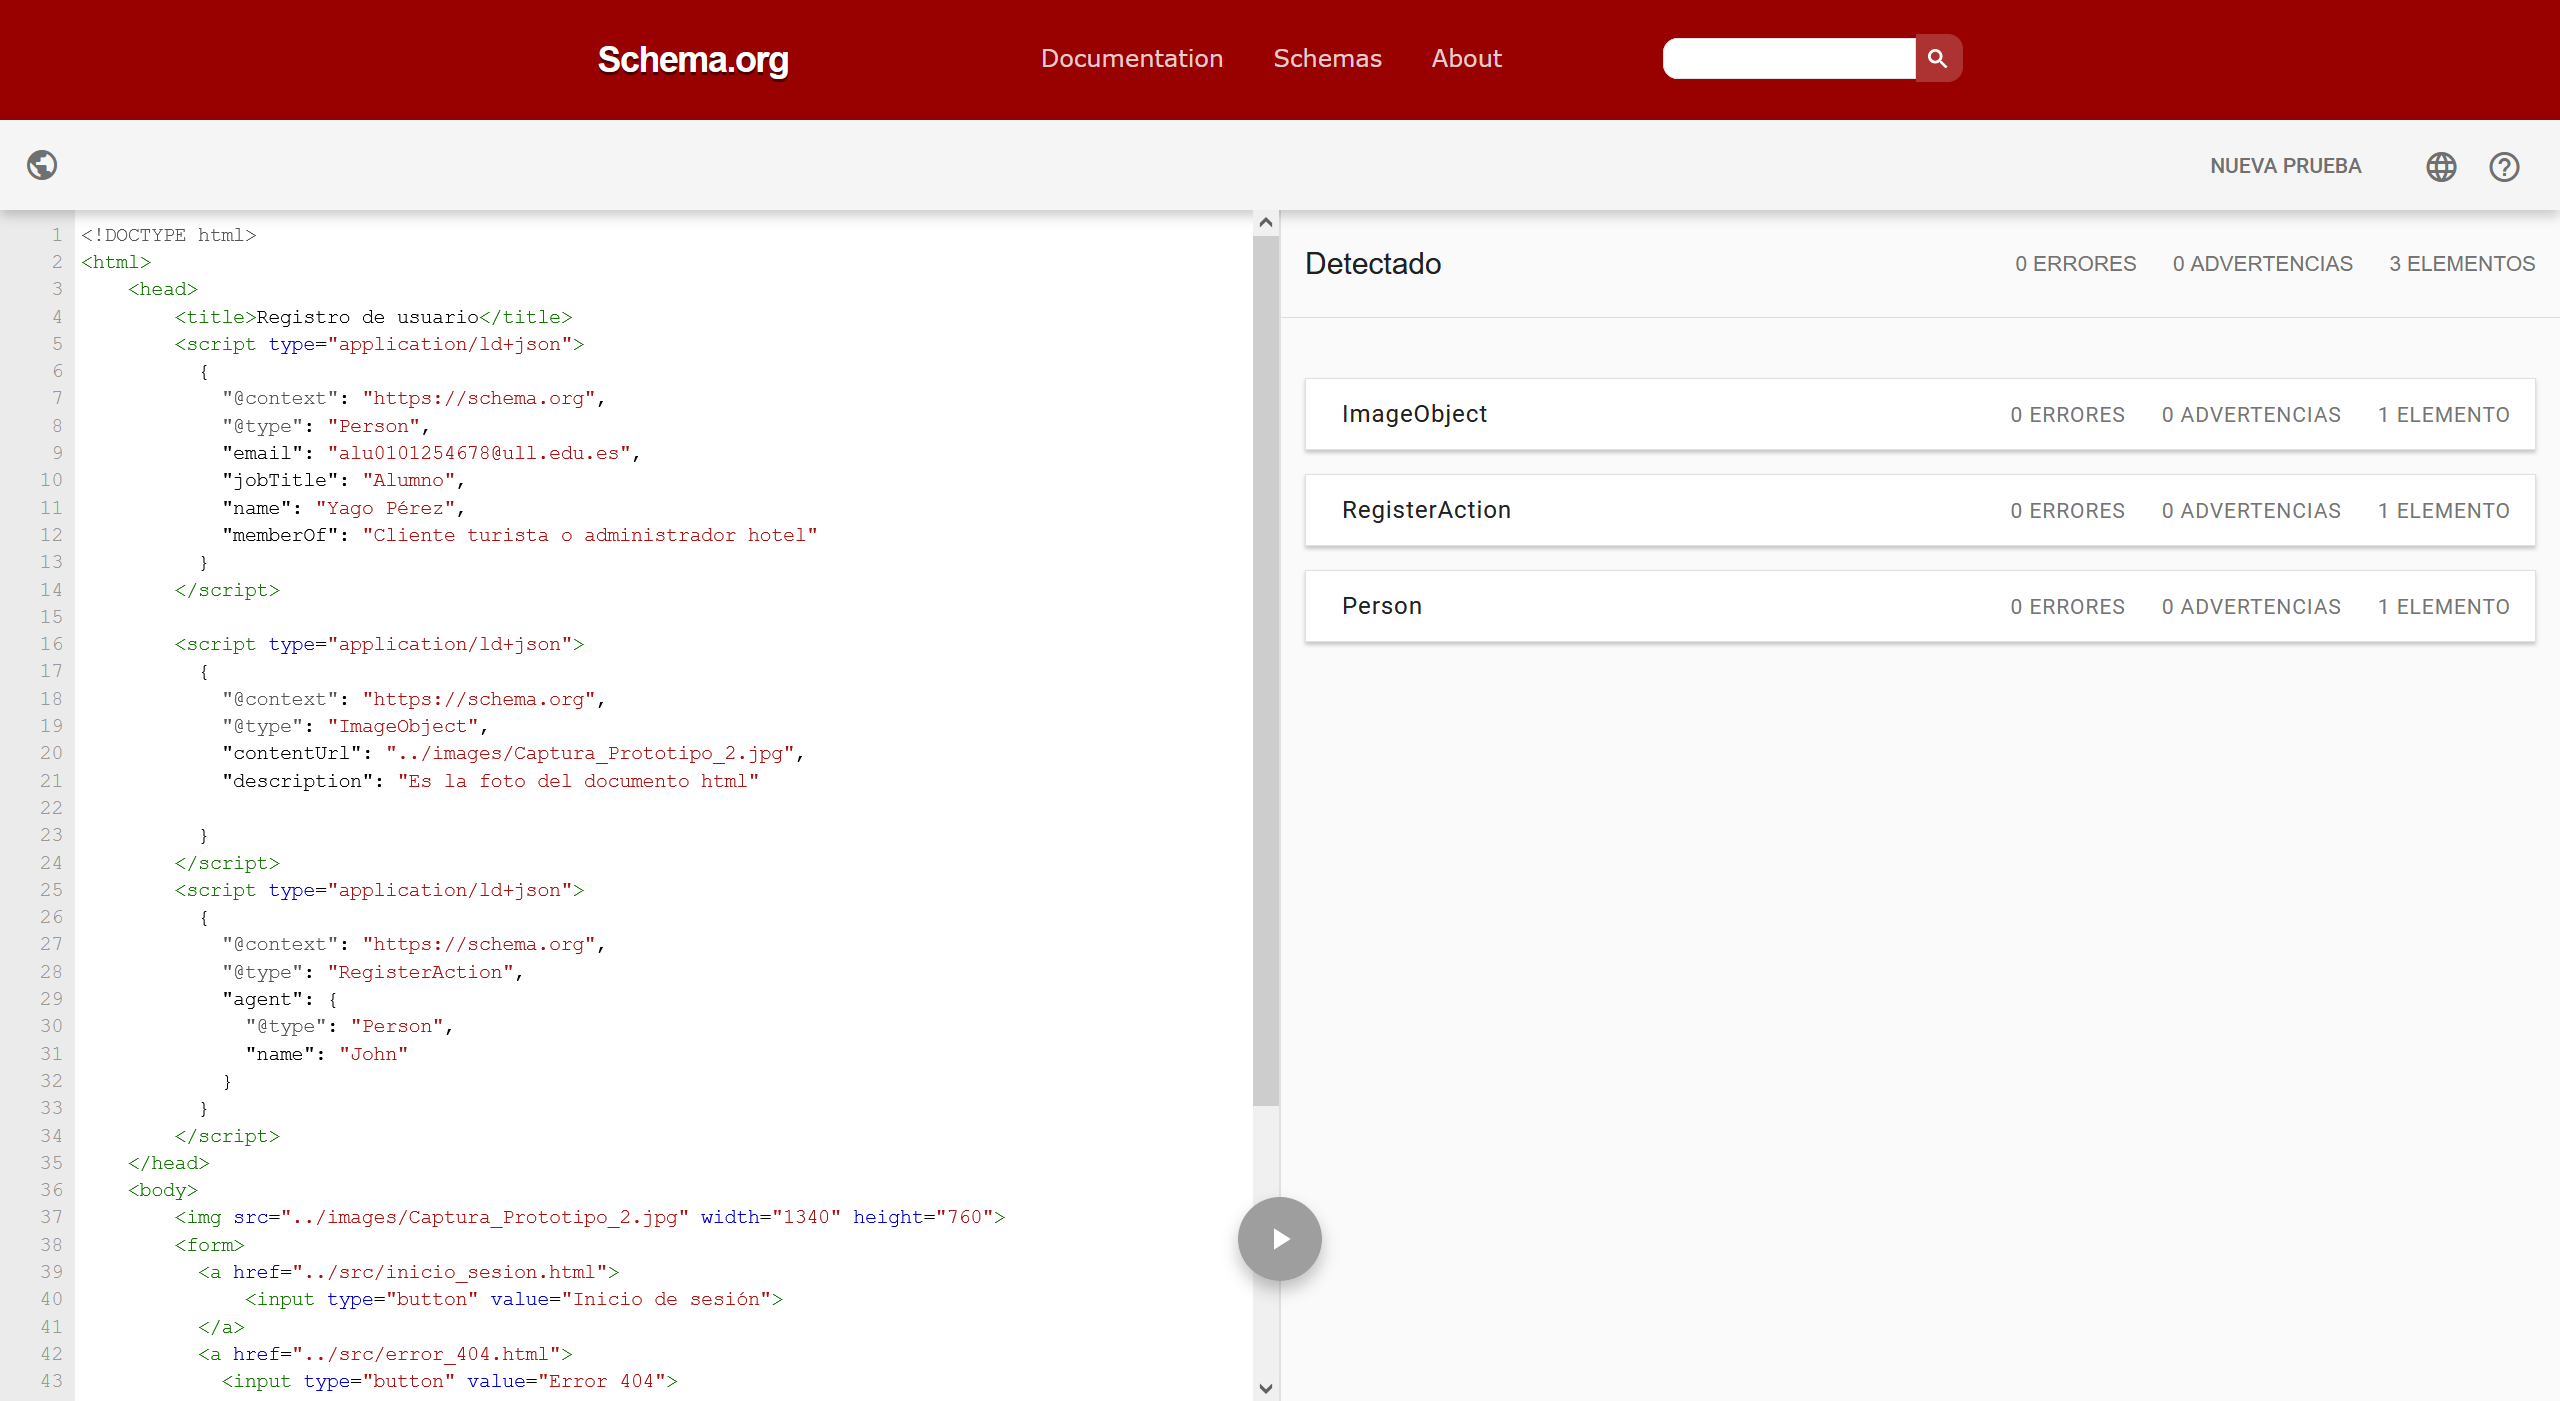 Schema.org
Documentation Schemas About
NUEVA PRUEBA
1 <!DOCTYPE html>
2 <html>
3 <head>
4 <title>Registro de usuario</title>
5 <script type="application/ld+json">
6 {
7 "@context": "https://schema.org",
8 "@type": "Person",
9 "email": "alu0101254678@ull.edu.es",
10 "jobTitle": "Alumno",
11 "name": "Yago Pérez",
12 "memberOf": "Cliente turista o administrador hotel"
13 }
14 </script>
15
16 <script type="application/ld+json">
17 {
18 "@context": "https://schema.org",
19 "@type": "ImageObject",
20 "contentUrl": "../images/Captura_Prototipo_2.jpg",
21 "description": "Es la foto del documento html"
22
23 }
24 </script>
25 <script type="application/ld+json">
26 {
27 "@context": "https://schema.org",
28 "@type": "RegisterAction",
29 "agent": {
30 "@type": "Person",
31 "name": "John"
32 }
33 }
34 </script>
35 </head>
36 <body>
37 <img src="../images/Captura_Prototipo_2.jpg" width="1340" height="760">
38 <form>
39 <a href="../src/inicio_sesion.html">
40 <input type="button" value="Inicio de sesión">
41 </a>
42 <a href="../src/error_404.html">
43 <input type="button" value="Error 404">
Detectado 0 ERRORES 0 ADVERTENCIAS 3 ELEMENTOS
ImageObject 0 ERRORES 0 ADVERTENCIAS 1 ELEMENTO
RegisterAction 0 ERRORES 0 ADVERTENCIAS 1 ELEMENTO
Person 0 ERRORES 0 ADVERTENCIAS 1 ELEMENTO